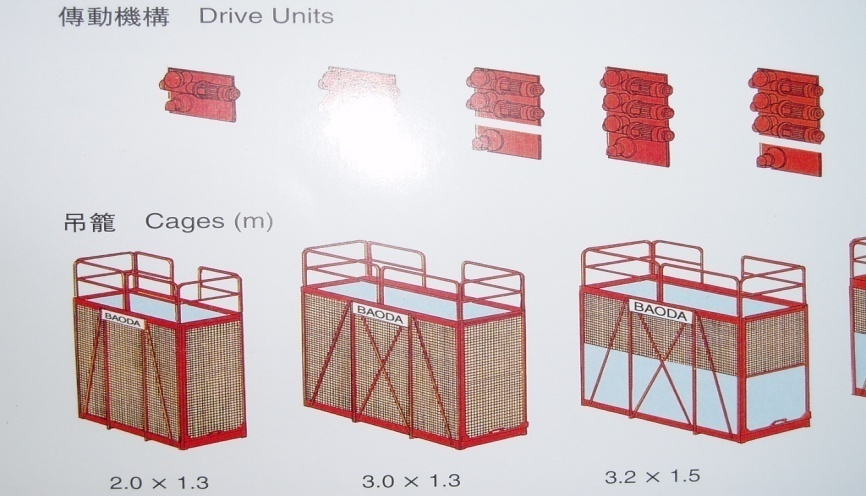 傳動機構 Drive Units
吊籠 Cages (m)
BAODA
BAODA
BAODA
2.0 × 1.3
3.0 × 1.3
3.2 × 1.5